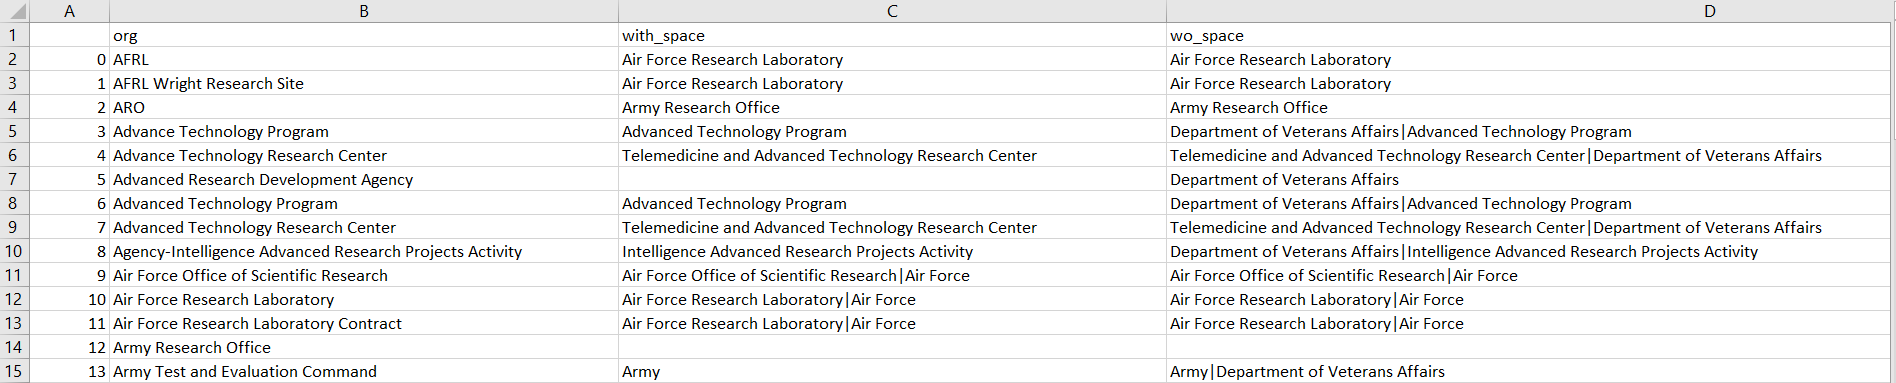 A B C D
1 org with_space wo_space
2 0 AFRL Air Force Research Laboratory Air Force Research Laboratory
3 1 AFRL Wright Research Site Air Force Research Laboratory Air Force Research Laboratory
4 2 ARO Army Research Office Army Research Office
5 3 Advance Technology Program Advanced Technology Program Department of Veterans Affairs|Advanced Technology Program
6 4 Advance Technology Research Center Telemedicine and Advanced Technology Research Center Telemedicine and Advanced Technology Research Center|Department of Veterans Affairs
7 5 Advanced Research Development Agency Department of Veterans Affairs
8 6 Advanced Technology Program Advanced Technology Program Department of Veterans Affairs|Advanced Technology Program
9 7 Advanced Technology Research Center Telemedicine and Advanced Technology Research Center Telemedicine and Advanced Technology Research Center|Department of Veterans Affairs
10 8 Agency-Intelligence Advanced Research Projects Activity Intelligence Advanced Research Projects Activity Department of Veterans Affairs|Intelligence Advanced Research Projects Activity
11 9 Air Force Office of Scientific Research Air Force Office of Scientific Research|Air Force Air Force Office of Scientific Research|Air Force
12 10 Air Force Research Laboratory Air Force Research Laboratory|Air Force Air Force Research Laboratory|Air Force
13 11 Air Force Research Laboratory Contract Air Force Research Laboratory|Air Force Air Force Research Laboratory|Air Force
14 12 Army Research Office
15 13 Army Test and Evaluation Command Army Army|Department of Veterans Affairs